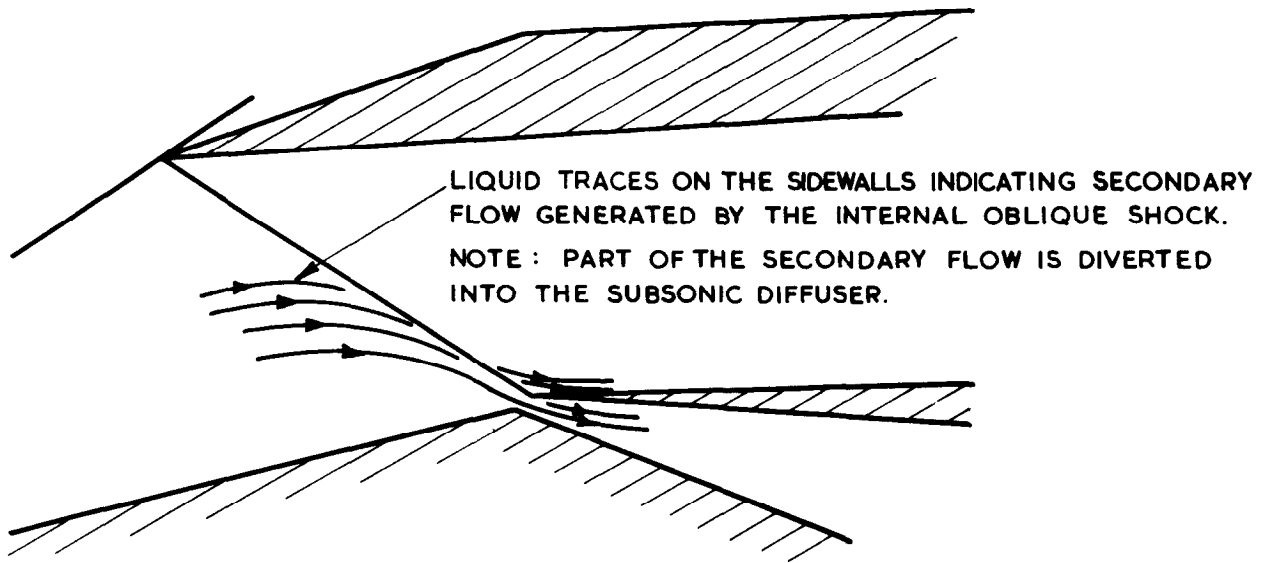 LIQUID TRACES ON THE SIDEWALLS INDICATING SECONDARY
FLOW GENERATED BY THE INTERNAL OBLIQUE SHOCK.
NOTE : PART OF THE SECONDARY FLOW IS DIVERTED
INTO THE SUBSONIC DIFFUSER.